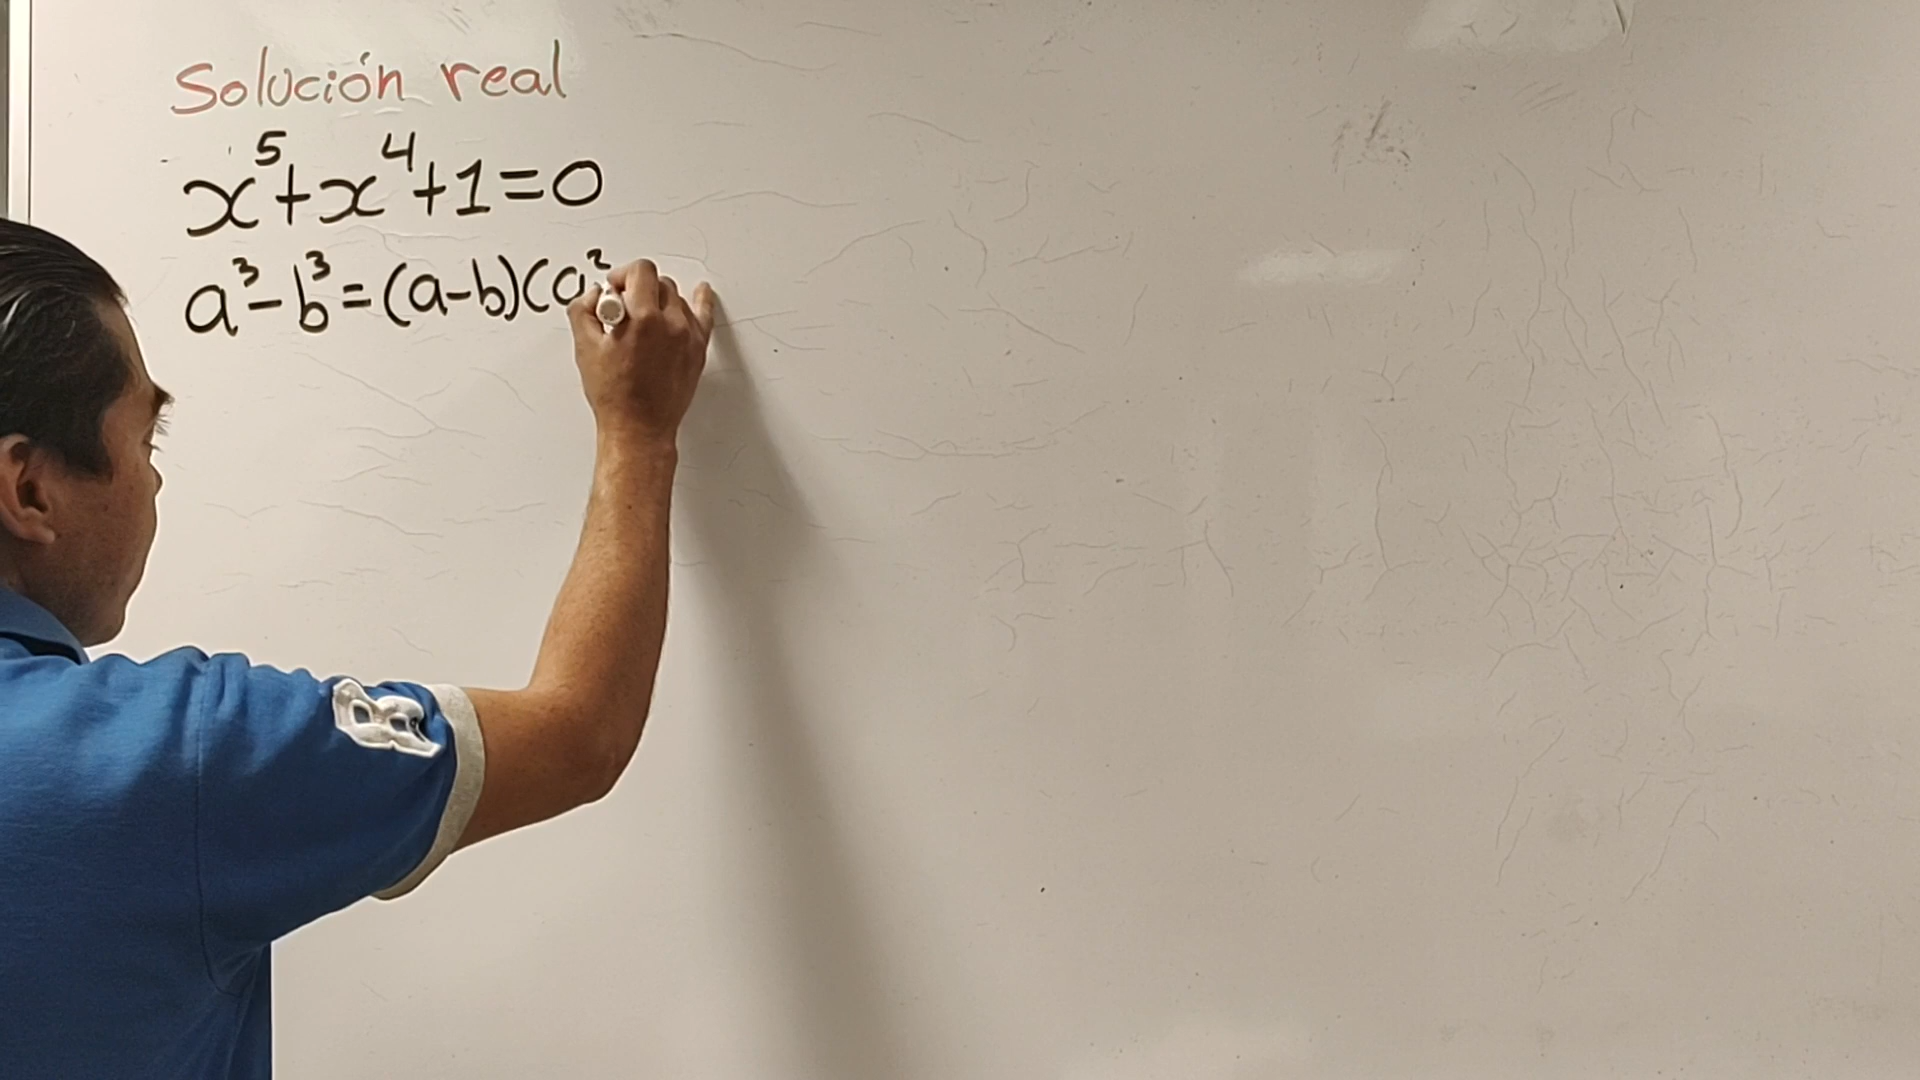 Solución real
x⁵+x⁴+1=0
a³-b³=(a-b)(a²